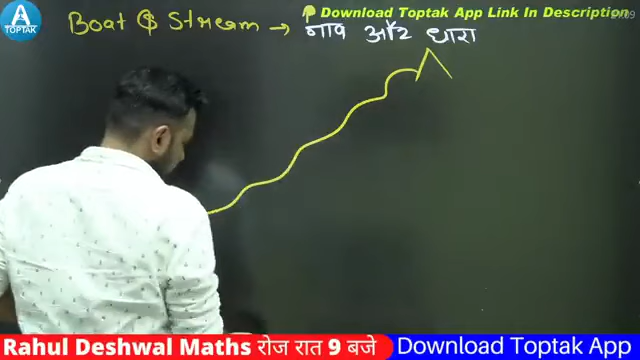 Download Toptak App Link In Description
Boat & Stream → नाव और धारा
A
TOPTAK
Rahul Deshwal Maths रोज रात 9 बजे
Download Toptak App